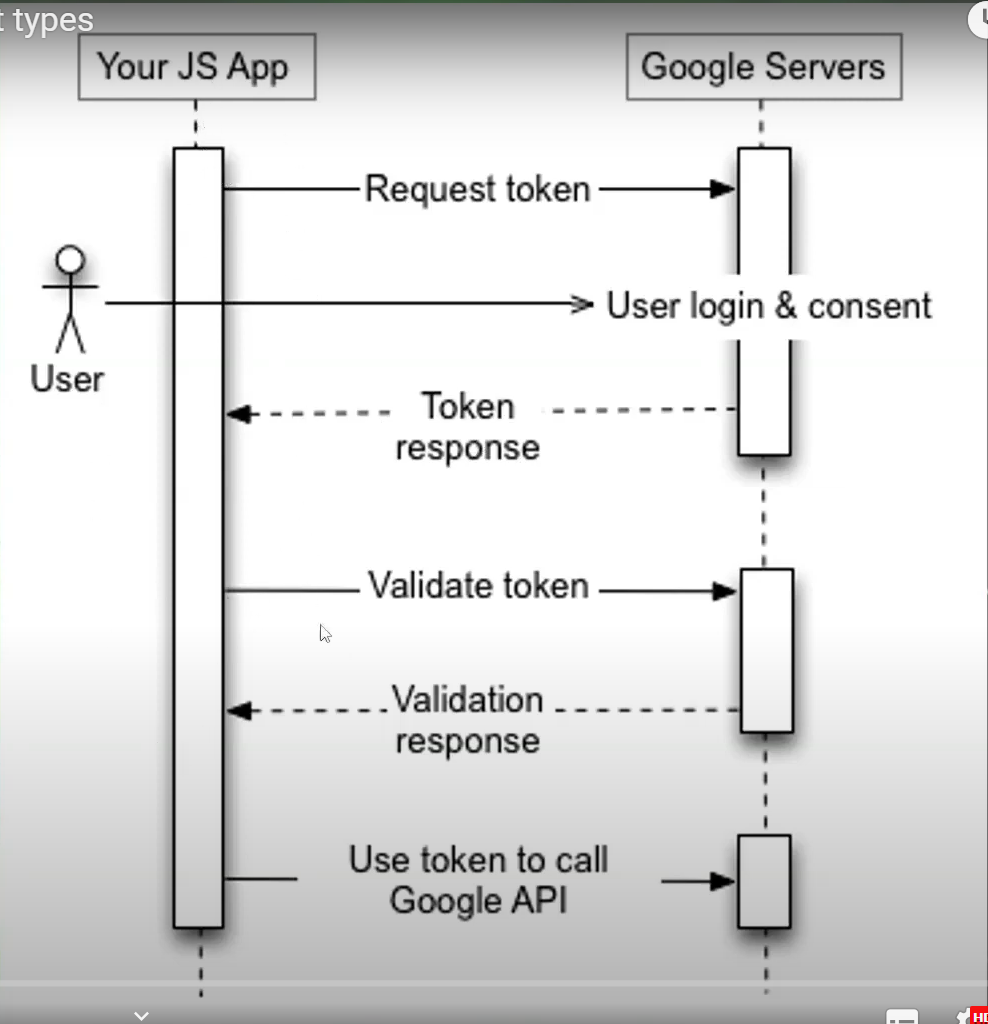 t types
Your JS App
Google Servers
Request token
User login & consent
User
Token
response
Validate token
Validation
response
Use token to call
Google API
HD